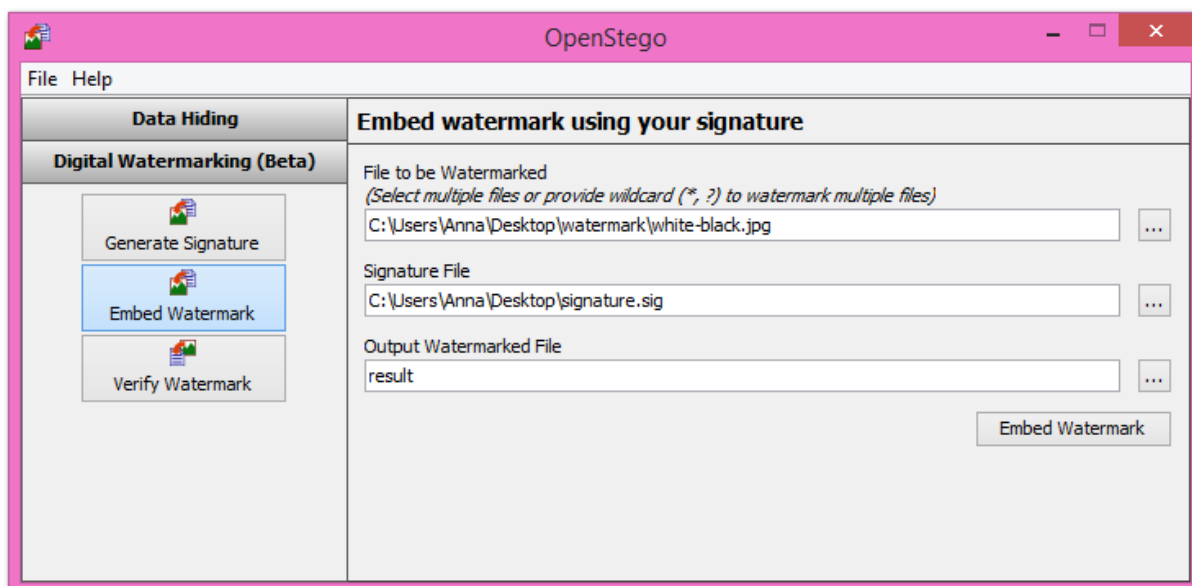 OpenStego
File Help
Data Hiding
Digital Watermarking (Beta)
Generate Signature
Embed Watermark
Verify Watermark
Embed watermark using your signature
File to be Watermarked
(Select multiple files or provide wildcard (*, ?) to watermark multiple files)
C:\Users\Anna\Desktop\watermark\white-black.jpg
...
Signature File
C:\Users\Anna\Desktop\signature.sig
...
Output Watermarked File
result
...
Embed Watermark